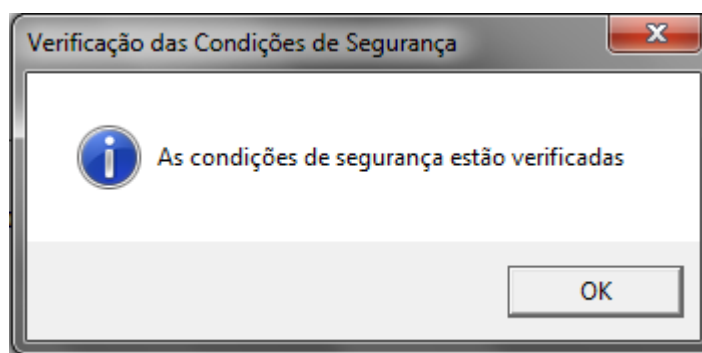 Verificação das Condições de Segurança
As condições de segurança estão verificadas
OK